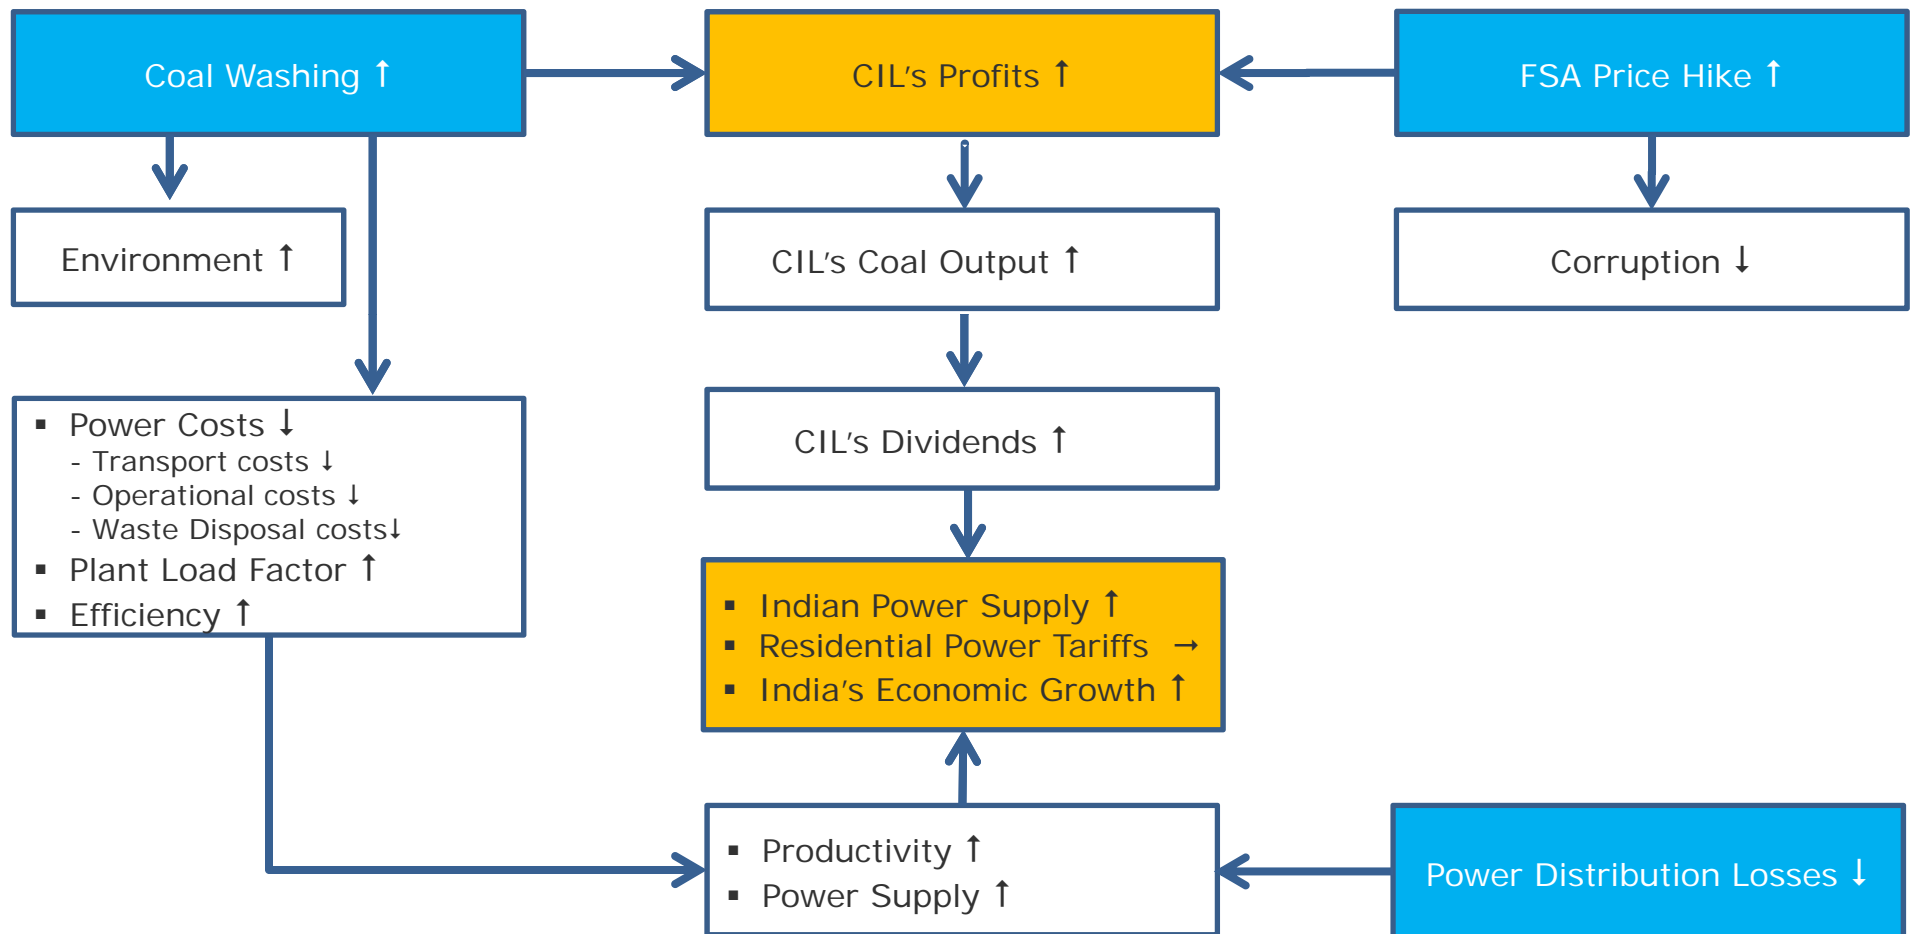 Coal Washing ↑
CIL's Profits ↑
FSA Price Hike ↑
Environment ↑
CIL's Coal Output ↑
Corruption ↓
▪ Power Costs ↓
- Transport costs ↓
- Operational costs ↓
- Waste Disposal costs↓
▪ Plant Load Factor ↑
▪ Efficiency ↑
CIL's Dividends ↑
▪ Indian Power Supply ↑
▪ Residential Power Tariffs →
▪ India's Economic Growth ↑
▪ Productivity ↑
▪ Power Supply ↑
Power Distribution Losses ↓